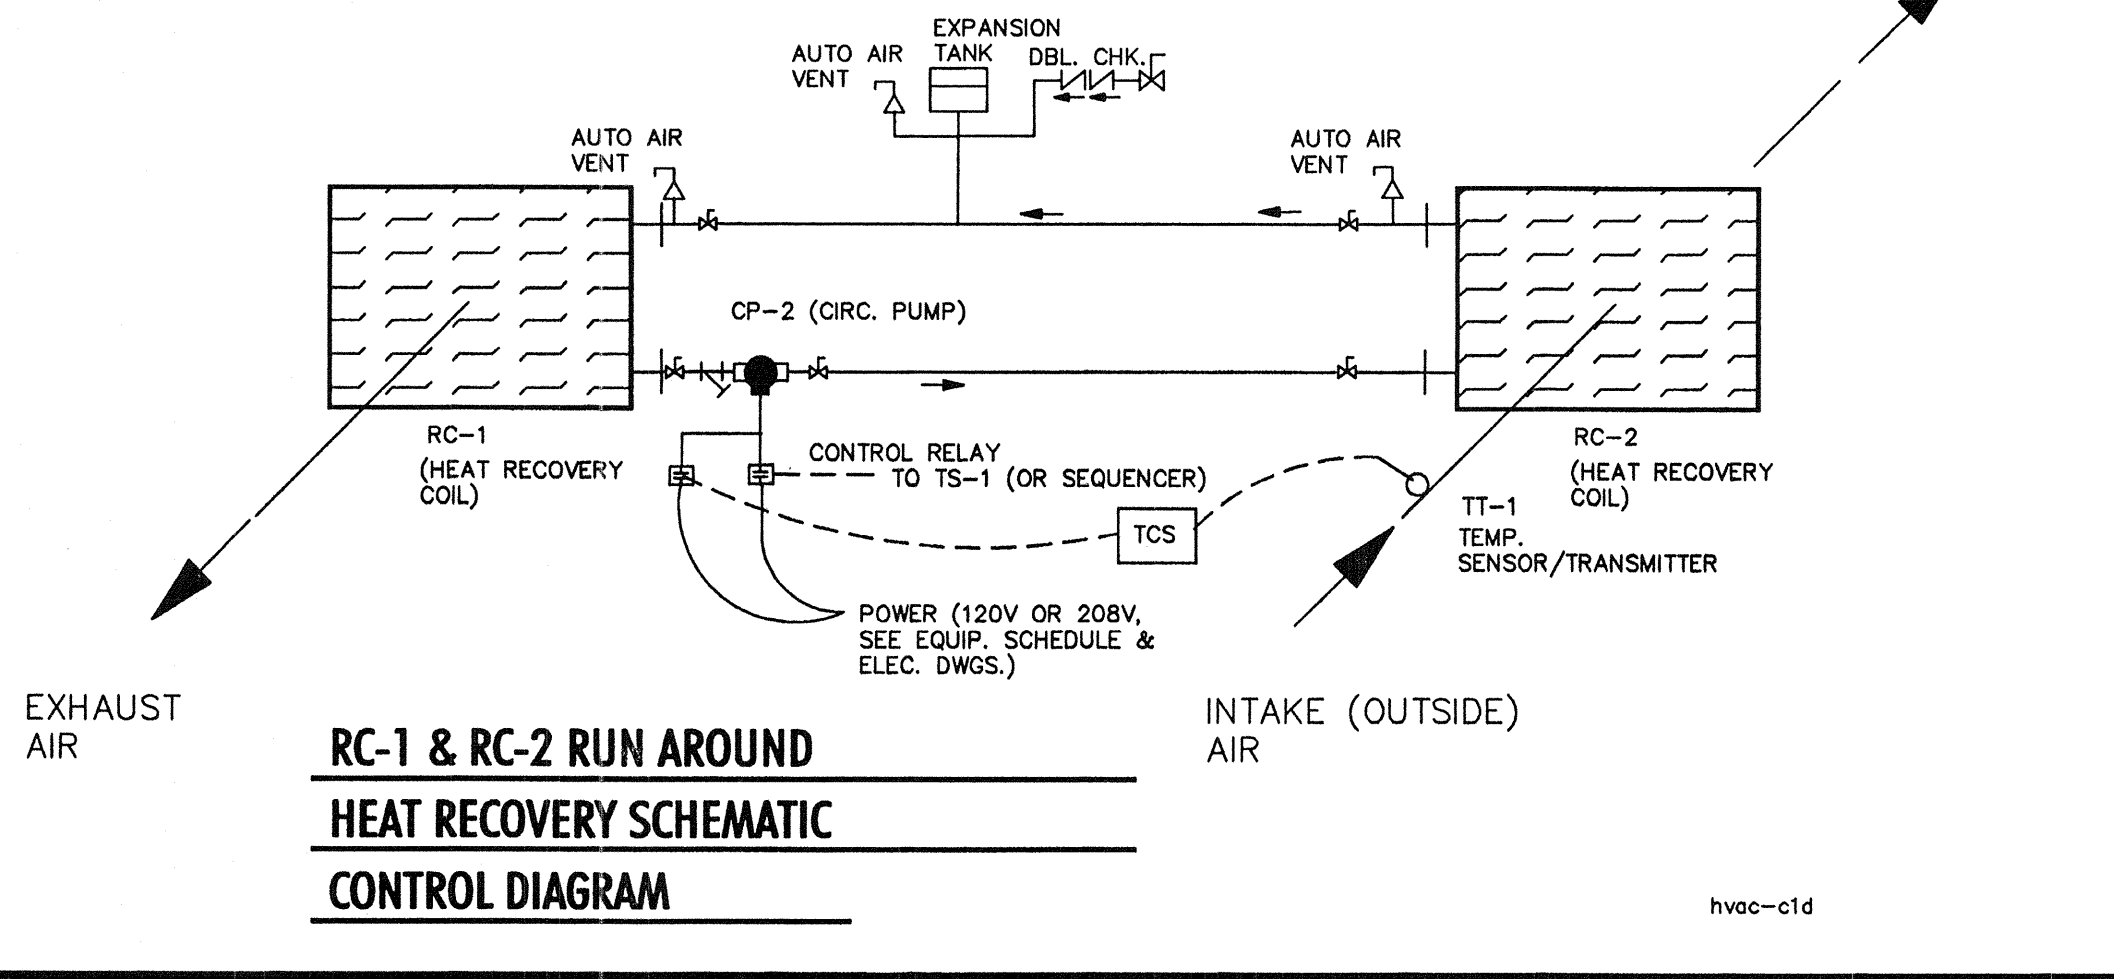 EXPANSION
TANK
AUTO AIR
VENT
DBL. CHK.
AUTO AIR
VENT
AUTO AIR
VENT
CP-2 (CIRC. PUMP)
RC-1
(HEAT RECOVERY
COIL)
CONTROL RELAY
TO TS-1 (OR SEQUENCER)
RC-2
(HEAT RECOVERY
COIL)
TCS
TT-1
TEMP.
SENSOR/TRANSMITTER
POWER (120V OR 208V,
SEE EQUIP. SCHEDULE &
ELEC. DWGS.)
EXHAUST
AIR
INTAKE (OUTSIDE)
AIR
RC-1 & RC-2 RUN AROUND
HEAT RECOVERY SCHEMATIC
CONTROL DIAGRAM
hvac-c1d